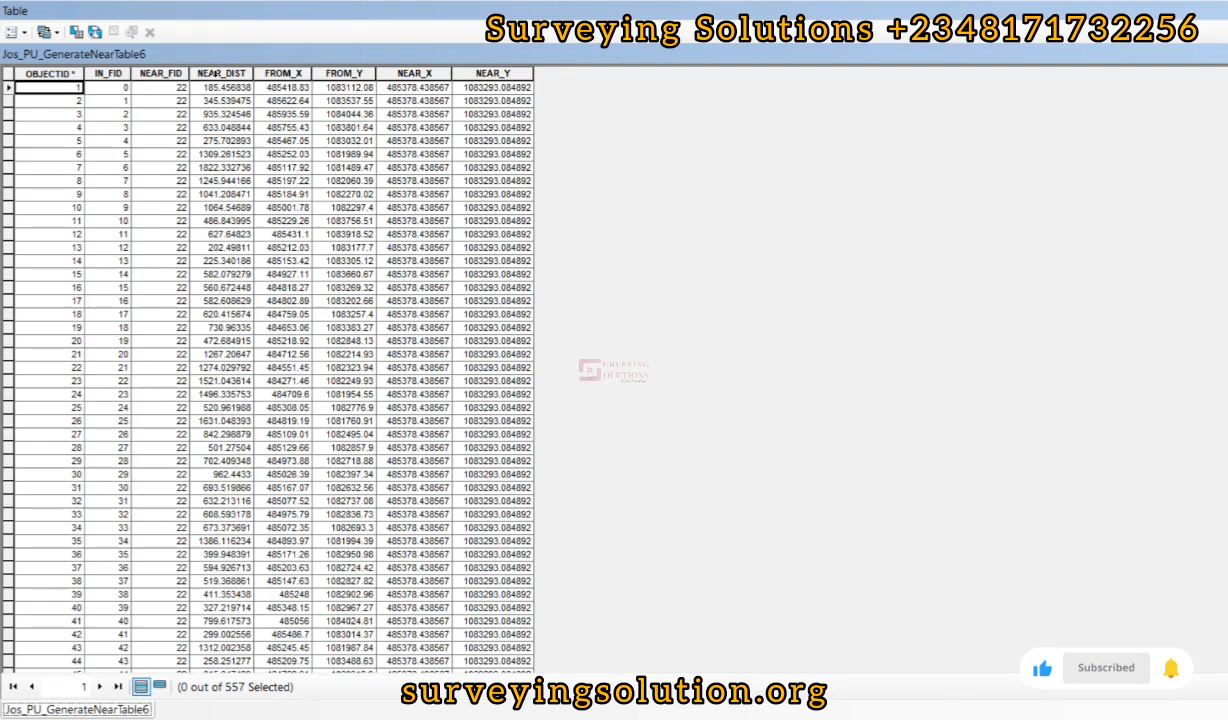 Table
Surveying Solutions +2348171732256
Jos_PU_GenerateNearTable6
OBJECTID * IN_FID NEAR_FID NEAR_DIST FROM_X FROM_Y NEAR_X NEAR_Y
1 0 22 185.456838 485418.83 1083112.08 485378.438567 1083293.084892
2 1 22 345.539475 485622.64 1083537.55 485378.438567 1083293.084892
3 2 22 935.324546 485935.59 1084044.36 485378.438567 1083293.084892
4 3 22 633.048844 485755.43 1083801.64 485378.438567 1083293.084892
5 4 22 275.702893 485467.05 1083032.01 485378.438567 1083293.084892
6 5 22 1309.261523 485252.03 1081989.94 485378.438567 1083293.084892
7 6 22 1822.332736 485117.92 1081489.47 485378.438567 1083293.084892
8 7 22 1245.944166 485197.22 1082060.39 485378.438567 1083293.084892
9 8 22 1041.208471 485184.91 1082270.02 485378.438567 1083293.084892
10 9 22 1064.54689 485001.78 1082297.4 485378.438567 1083293.084892
11 10 22 486.843995 485229.26 1083756.51 485378.438567 1083293.084892
12 11 22 627.64823 485431.1 1083918.52 485378.438567 1083293.084892
13 12 22 202.49811 485212.03 1083177.7 485378.438567 1083293.084892
14 13 22 225.340186 485153.42 1083305.12 485378.438567 1083293.084892
15 14 22 582.079279 484927.11 1083660.67 485378.438567 1083293.084892
16 15 22 560.672448 484818.27 1083269.32 485378.438567 1083293.084892
17 16 22 582.608629 484802.89 1083202.66 485378.438567 1083293.084892
18 17 22 620.415674 484759.05 1083257.4 485378.438567 1083293.084892
19 18 22 730.96335 484653.06 1083383.27 485378.438567 1083293.084892
20 19 22 472.684915 485218.92 1082848.13 485378.438567 1083293.084892
21 20 22 1267.20647 484712.56 1082214.93 485378.438567 1083293.084892
22 21 22 1274.029792 484551.45 1082323.94 485378.438567 1083293.084892
23 22 22 1521.043614 484271.46 1082249.93 485378.438567 1083293.084892
24 23 22 1496.335753 484709.6 1081954.55 485378.438567 1083293.084892
25 24 22 520.961988 485308.05 1082776.9 485378.438567 1083293.084892
26 25 22 1631.048393 484819.19 1081760.91 485378.438567 1083293.084892
27 26 22 842.298879 485109.01 1082495.04 485378.438567 1083293.084892
28 27 22 501.27504 485129.66 1082857.9 485378.438567 1083293.084892
29 28 22 702.409348 484973.88 1082718.88 485378.438567 1083293.084892
30 29 22 962.4433 485026.39 1082397.34 485378.438567 1083293.084892
31 30 22 693.519866 485167.07 1082632.56 485378.438567 1083293.084892
32 31 22 632.213116 485077.52 1082737.08 485378.438567 1083293.084892
33 32 22 608.593178 484975.79 1082836.73 485378.438567 1083293.084892
34 33 22 673.373691 485072.35 1082693.3 485378.438567 1083293.084892
35 34 22 1386.116234 484893.97 1081994.39 485378.438567 1083293.084892
36 35 22 399.948391 485171.26 1082950.98 485378.438567 1083293.084892
37 36 22 594.926713 485203.63 1082724.42 485378.438567 1083293.084892
38 37 22 519.368861 485147.63 1082827.82 485378.438567 1083293.084892
39 38 22 411.353438 485248 1082902.96 485378.438567 1083293.084892
40 39 22 327.219714 485348.15 1082967.27 485378.438567 1083293.084892
41 40 22 799.617573 485056 1084024.81 485378.438567 1083293.084892
42 41 22 299.002556 485486.7 1083014.37 485378.438567 1083293.084892
43 42 22 1312.002358 485245.45 1081987.84 485378.438567 1083293.084892
44 43 22 258.251277 485209.75 1083488.63 485378.438567 1083293.084892
URVEYING
OLUTIONS
Subscribed
1 (0 out of 557 Selected)
surveyingsolution.org
Jos_PU_GenerateNearTable6